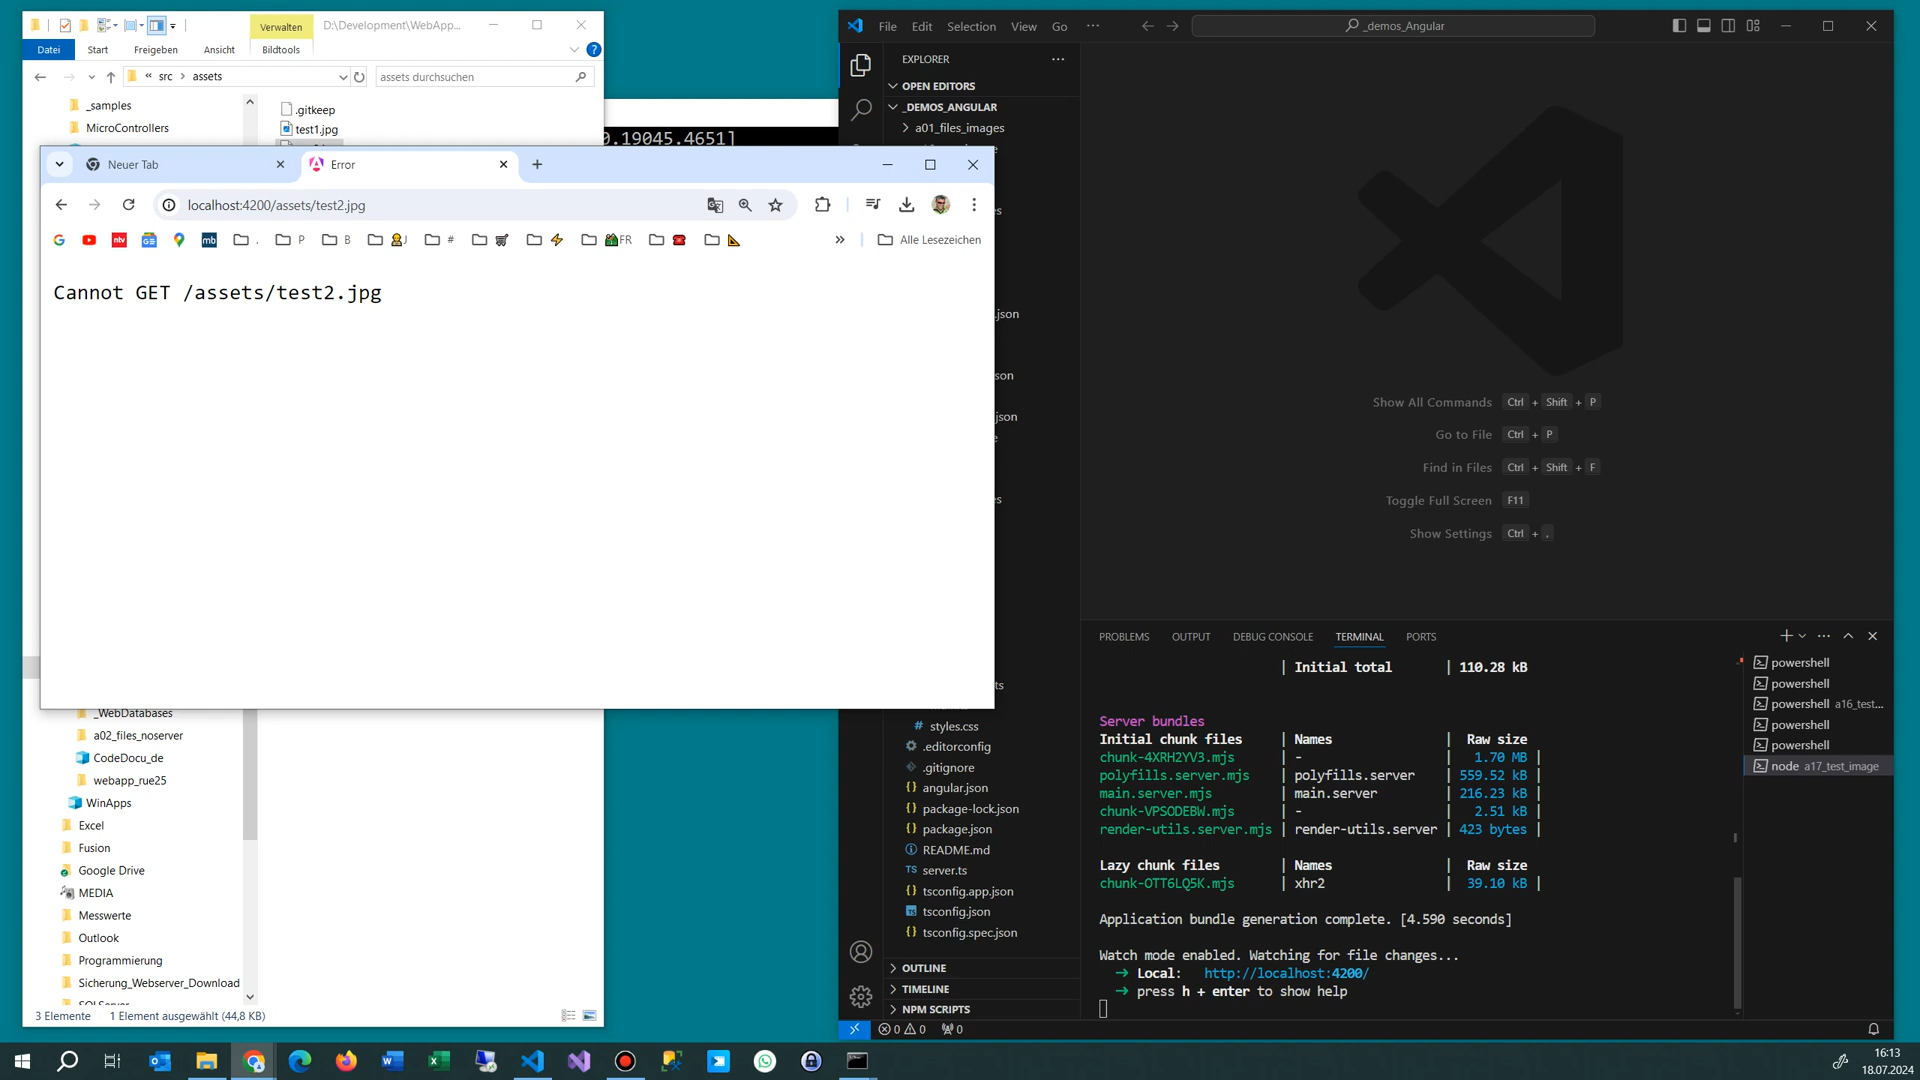 Verwalten
D:\Development\WebApp...
Datei
Start
Freigeben
Ansicht
Bildtools
« src > assets
assets durchsuchen
_samples
MicroControllers
.gitkeep
test1.jpg
0.19045.4651]
Neuer Tab
Error
localhost:4200/assets/test2.jpg
. P B J # FR
Alle Lesezeichen
Cannot GET /assets/test2.jpg
_WebDatabases
a02_files_noserver
CodeDocu_de
webapp_rue25
WinApps
Excel
Fusion
Google Drive
MEDIA
Messwerte
Outlook
Programmierung
Sicherung_Webserver_Download
3 Elemente
1 Element ausgewählt (44,8 KB)
File Edit Selection View Go ···
_demos_Angular
EXPLORER
OPEN EDITORS
_DEMOS_ANGULAR
a01_files_images
styles.css
.editorconfig
.gitignore
angular.json
package-lock.json
package.json
README.md
server.ts
tsconfig.app.json
tsconfig.json
tsconfig.spec.json
OUTLINE
TIMELINE
NPM SCRIPTS
Show All Commands Ctrl + Shift + P
Go to File Ctrl + P
Find in Files Ctrl + Shift + F
Toggle Full Screen F11
Show Settings Ctrl + ,
PROBLEMS OUTPUT DEBUG CONSOLE TERMINAL PORTS
| Initial total | 110.28 kB
Server bundles
Initial chunk files | Names | Raw size
chunk-4XRH2YV3.mjs | - | 1.70 MB |
polyfills.server.mjs | polyfills.server | 559.52 kB |
main.server.mjs | main.server | 216.23 kB |
chunk-VPSODEBW.mjs | - | 2.51 kB |
render-utils.server.mjs | render-utils.server | 423 bytes |
Lazy chunk files | Names | Raw size
chunk-OTT6LQ5K.mjs | xhr2 | 39.10 kB |
Application bundle generation complete. [4.590 seconds]
Watch mode enabled. Watching for file changes...
➜ Local: http://localhost:4200/
➜ press h + enter to show help
powershell
powershell
powershell a16_test...
powershell
powershell
node a17_test_image
0 0 0
16:13
18.07.2024